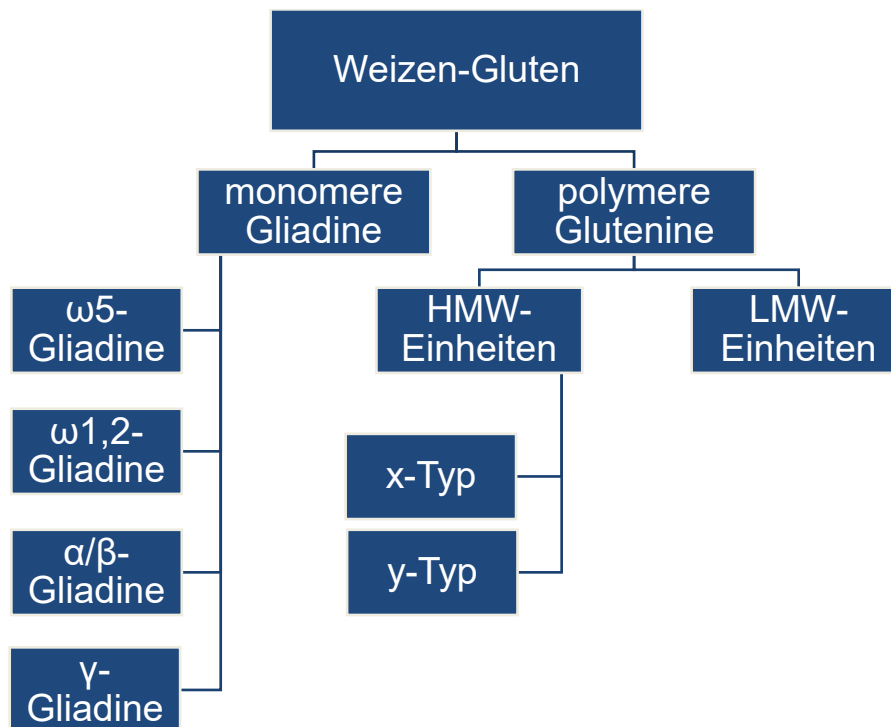 Weizen-Gluten
monomere
Gliadine
polymere
Glutenine
ω5-
Gliadine
ω1,2-
Gliadine
α/β-
Gliadine
γ-
Gliadine
HMW-
Einheiten
x-Typ
y-Typ
LMW-
Einheiten